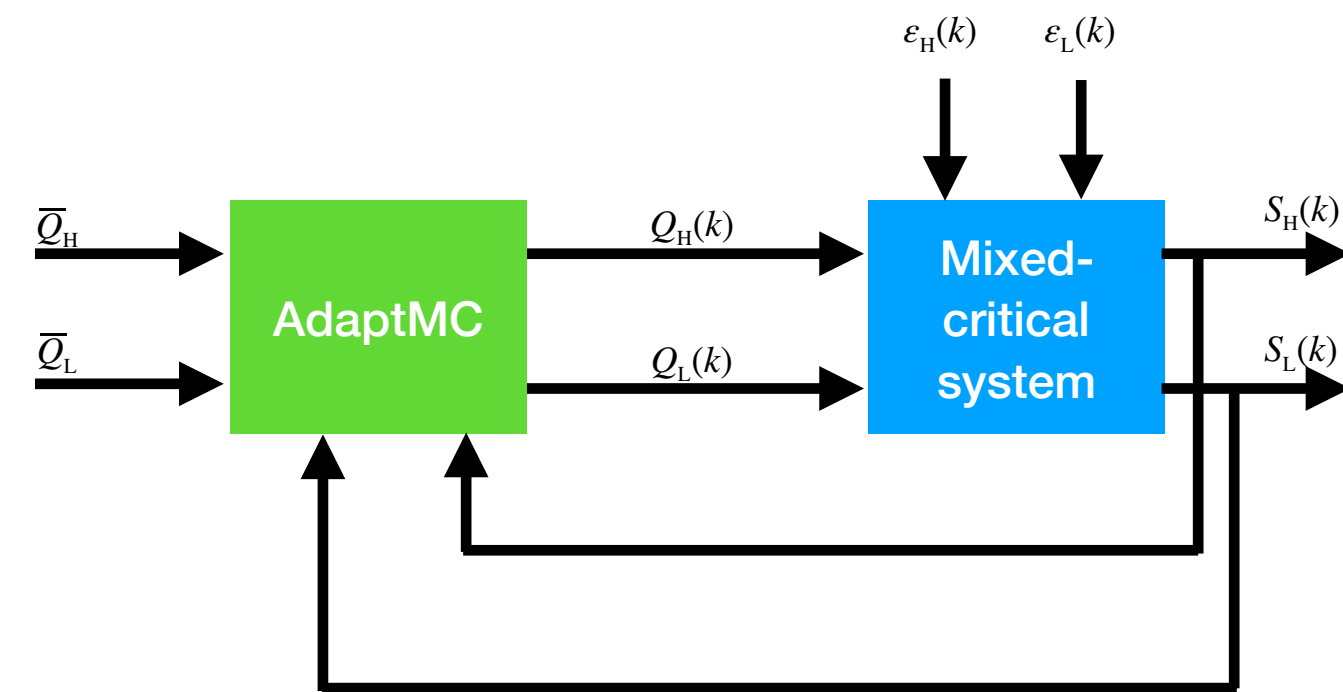 ε_H(k) ε_L(k)
Q̅_H
Q_H(k)
S_H(k)
Mixed-
critical
system
AdaptMC
Q̅_L
Q_L(k)
S_L(k)